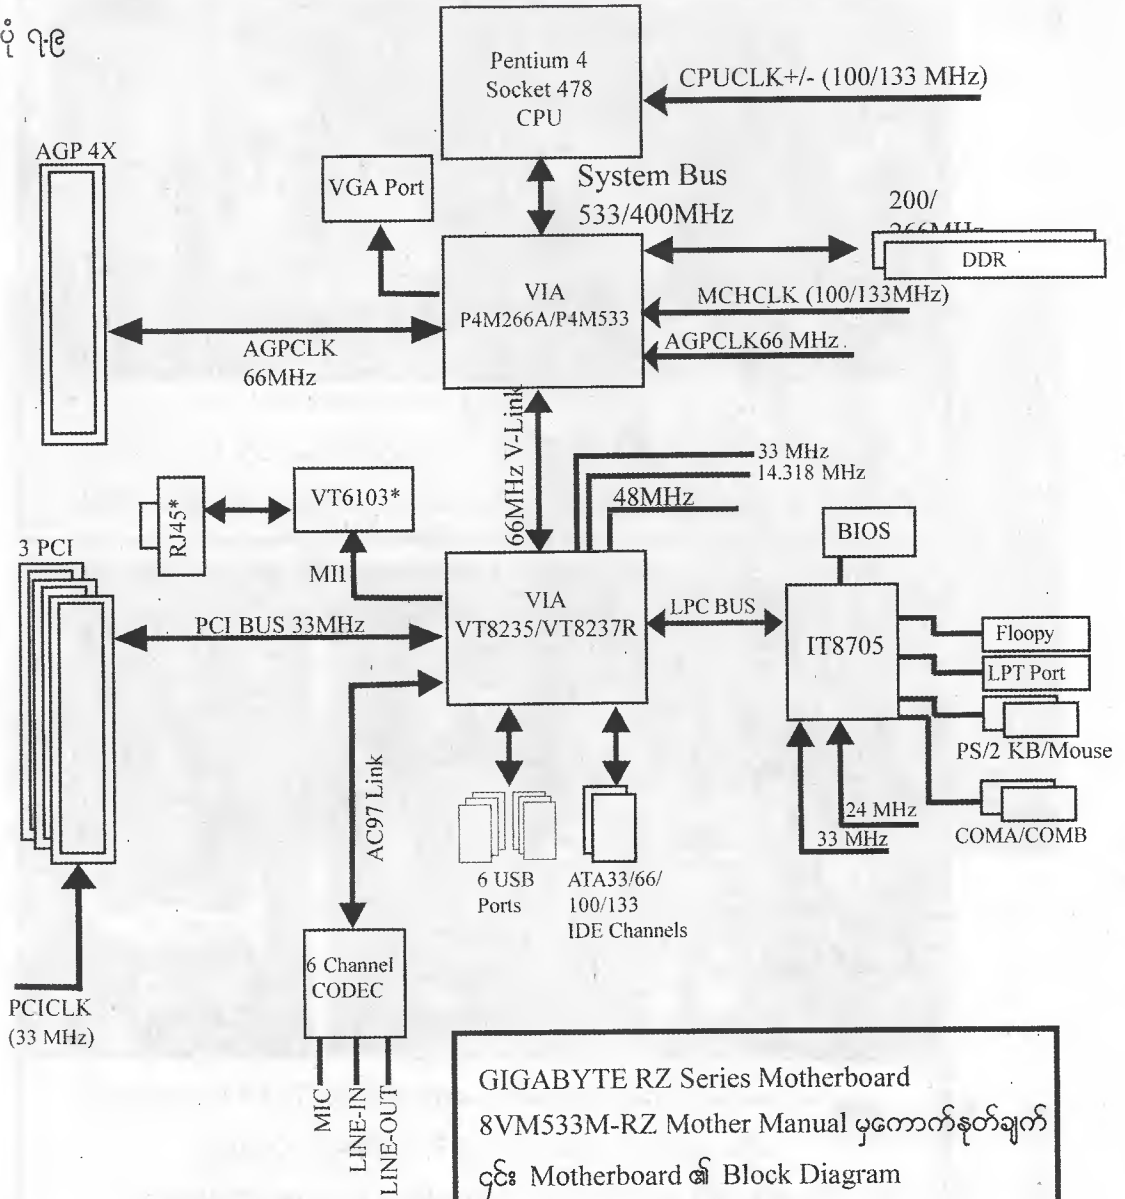 ပုံ ၇-၉
Pentium 4
Socket 478
CPU
CPUCLK+/- (100/133 MHz)
AGP 4X
VGA Port
System Bus
533/400MHz
200/
266MHz
DDR
VIA
P4M266A/P4M533
MCHCLK (100/133MHz)
AGPCLK66 MHz
AGPCLK
66MHz
66MHz V-Link
33 MHz
14.318 MHz
48MHz
RJ45*
VT6103*
BIOS
3 PCI
MII
VIA
VT8235/VT8237R
PCI BUS 33MHz
LPC BUS
IT8705
Floopy
LPT Port
PS/2 KB/Mouse
24 MHz
33 MHz
COMA/COMB
AC97 Link
6 USB
Ports
ATA33/66/
100/133
IDE Channels
6 Channel
CODEC
PCICLK
(33 MHz)
MIC
LINE-IN
LINE-OUT
GIGABYTE RZ Series Motherboard
8VM533M-RZ Mother Manual မှကောက်နုတ်ချက်
၎င်း Motherboard ၏ Block Diagram